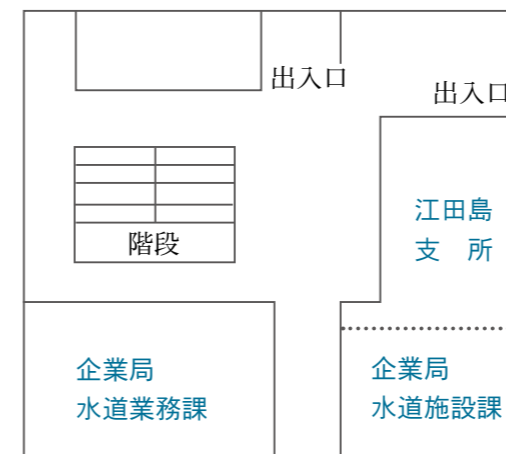 出入口
出入口
江田島
支　所
階段
企業局
水道業務課
企業局
水道施設課